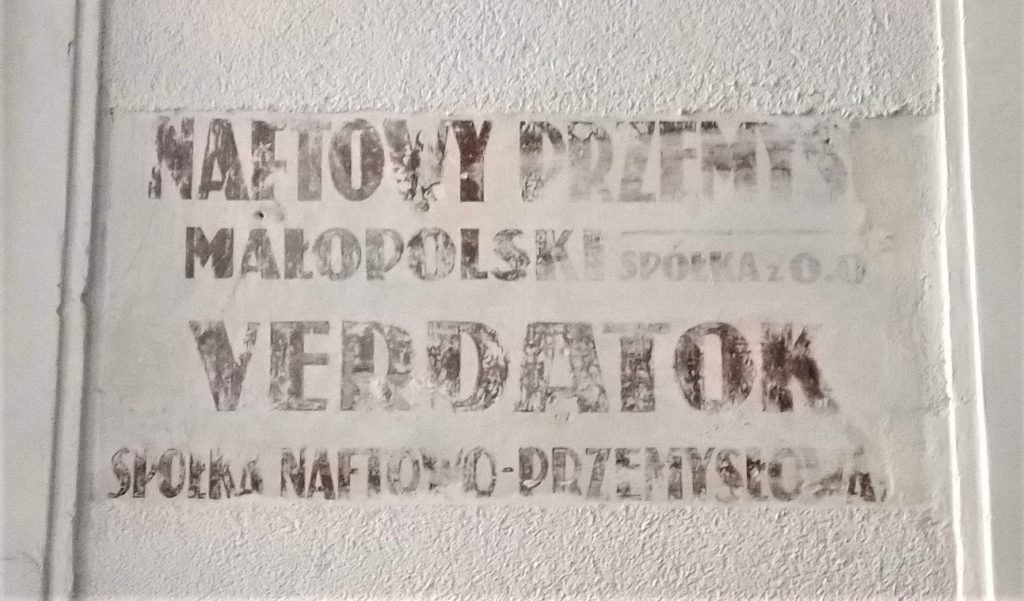 NAFTOWY PRZEMYS
MAŁOPOLSKI SPÓŁKA z O.O
VERDATOK
SPÓŁKA NAFTOWO-PRZEMYSŁOWA